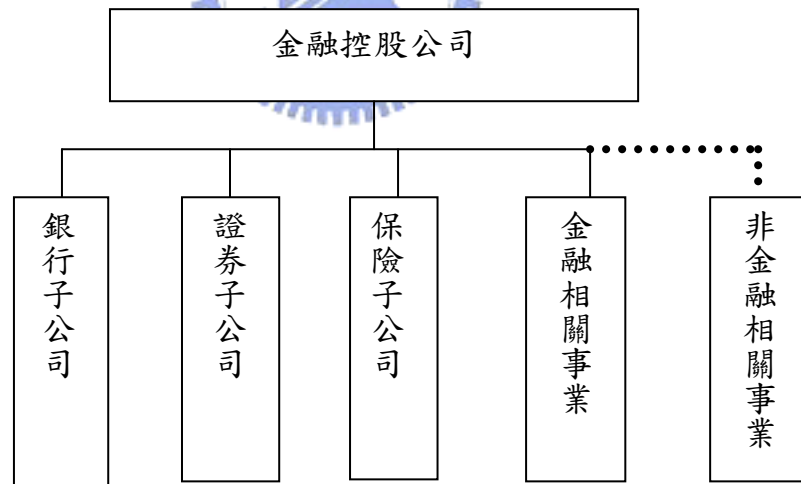 金融控股公司
銀行子公司
證券子公司
保險子公司
金融相關事業
非金融相關事業